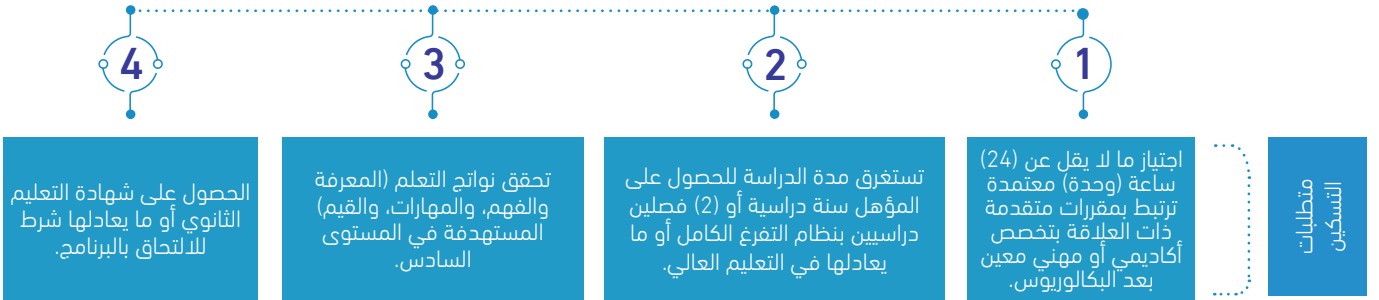 متطلبات
التسكين
1
اجتياز ما لا يقل عن (24)
ساعة (وحدة) معتمدة
ترتبط بمقررات متقدمة
ذات العلاقة بتخصص
أكاديمي أو مهني معين
بعد البكالوريوس.
2
تستغرق مدة الدراسة للحصول على
المؤهل سنة دراسية أو (2) فصلين
دراسيين بنظام التفرغ الكامل أو ما
يعادلها في التعليم العالي.
3
تحقق نواتج التعلم (المعرفة
والفهم، والمهارات، والقيم)
المستهدفة في المستوى
السادس.
4
الحصول على شهادة التعليم
الثانوي أو ما يعادلها شرط
للالتحاق بالبرنامج.